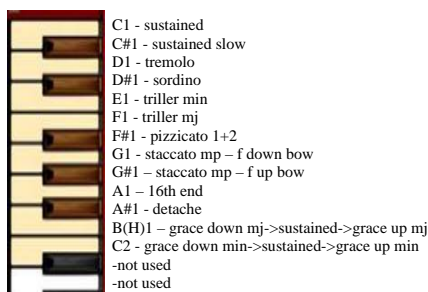 C1 - sustained
C#1 - sustained slow
D1 - tremolo
D#1 - sordino
E1 - triller min
F1 - triller mj
F#1 - pizzicato 1+2
G1 - staccato mp – f down bow
G#1 – staccato mp – f up bow
A1 – 16th end
A#1 - detache
B(H)1 – grace down mj->sustained->grace up mj
C2 - grace down min->sustained->grace up min
-not used
-not used